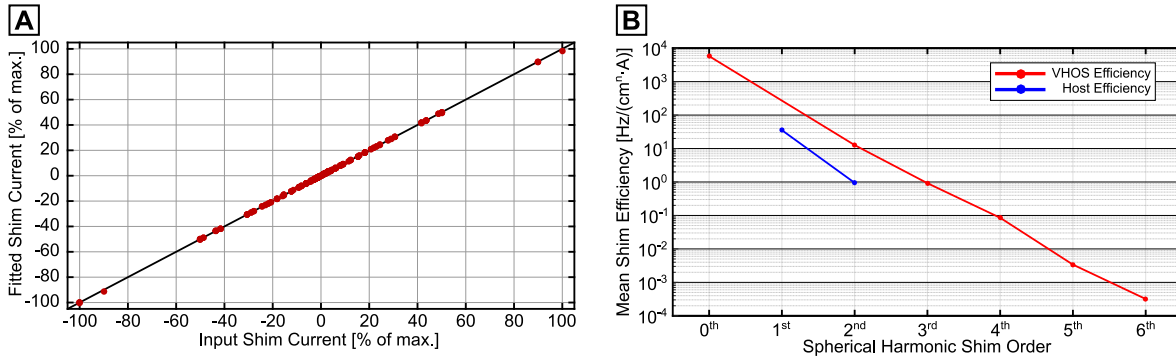 A
Fitted Shim Current [% of max.]
100
80
60
40
20
0
-20
-40
-60
-80
-100
-100 -80 -60 -40 -20 0 20 40 60 80 100
Input Shim Current [% of max.]
B
Mean Shim Efficiency [Hz/(cmⁿ·A)]
10⁴
10³
10²
10¹
10⁰
10⁻¹
10⁻²
10⁻³
10⁻⁴
VHOS Efficiency
Host Efficiency
0ᵗʰ 1ˢᵗ 2ⁿᵈ 3ʳᵈ 4ᵗʰ 5ᵗʰ 6ᵗʰ
Spherical Harmonic Shim Order